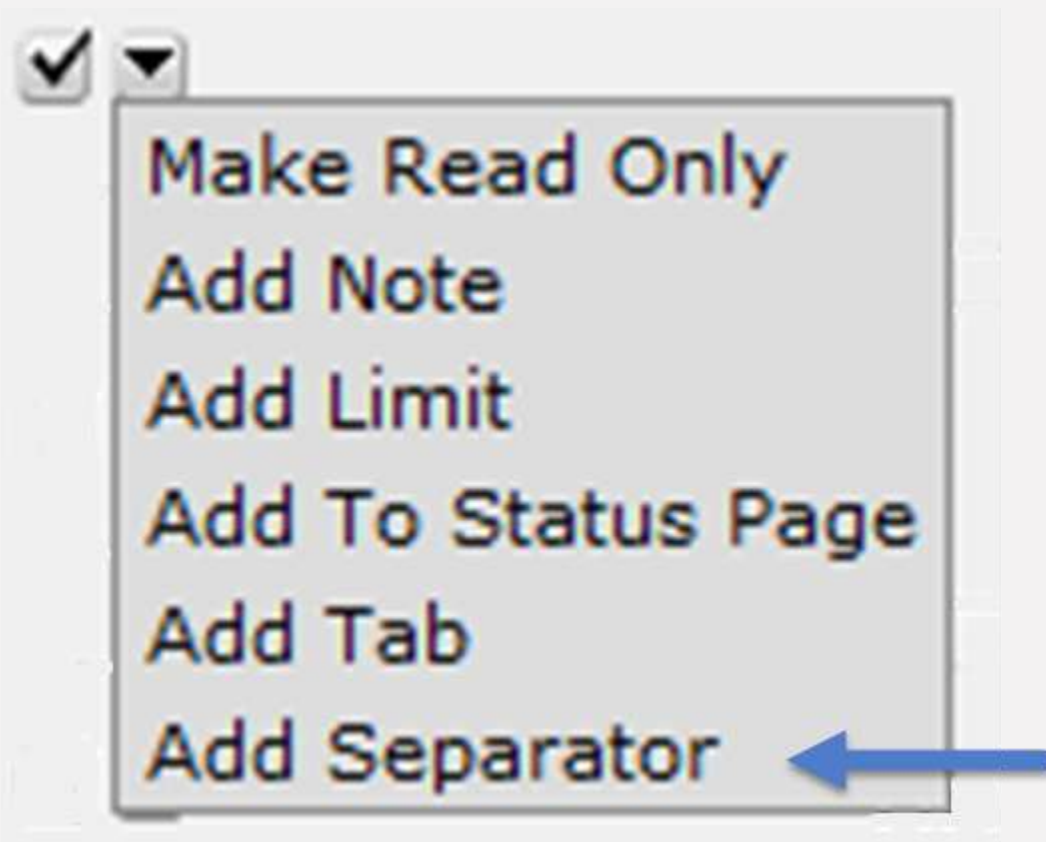 Make Read Only
Add Note
Add Limit
Add To Status Page
Add Tab
Add Separator